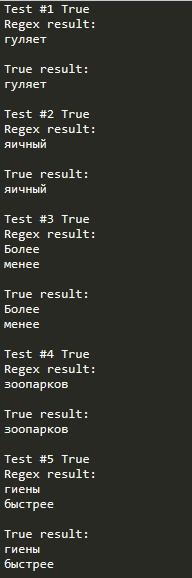 Test #1 True
Regex result:
гуляет
True result:
гуляет
Test #2 True
Regex result:
яичный
True result:
яичный
Test #3 True
Regex result:
Более
менее
True result:
Более
менее
Test #4 True
Regex result:
зоопарков
True result:
зоопарков
Test #5 True
Regex result:
гиены
быстрее
True result:
гиены
быстрее